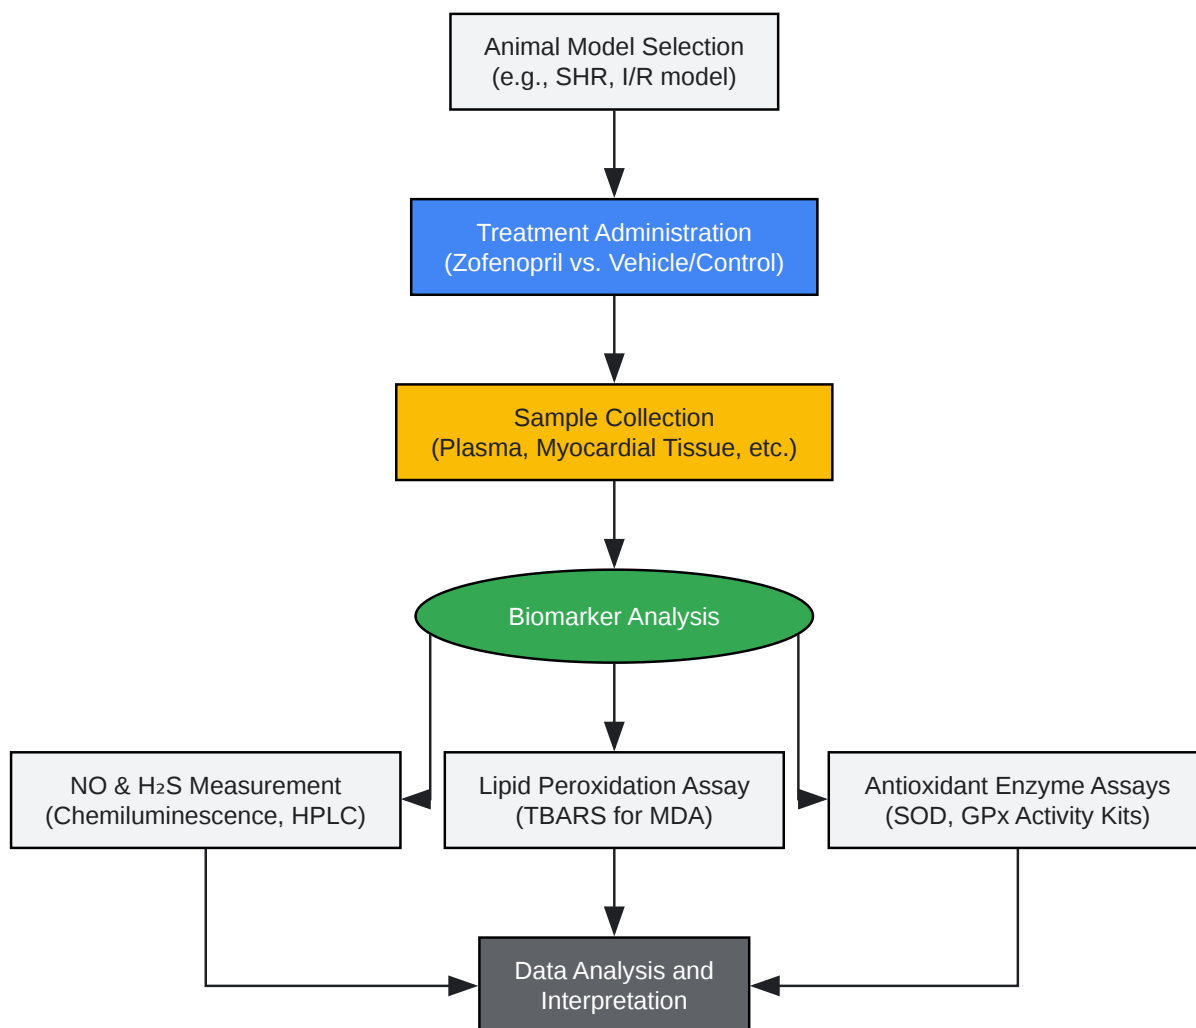 Animal Model Selection
(e.g., SHR, I/R model)
Treatment Administration
(Zofenopril vs. Vehicle/Control)
Sample Collection
(Plasma, Myocardial Tissue, etc.)
Biomarker Analysis
NO & H₂S Measurement
(Chemiluminescence, HPLC)
Lipid Peroxidation Assay
(TBARS for MDA)
Antioxidant Enzyme Assays
(SOD, GPx Activity Kits)
Data Analysis and
Interpretation